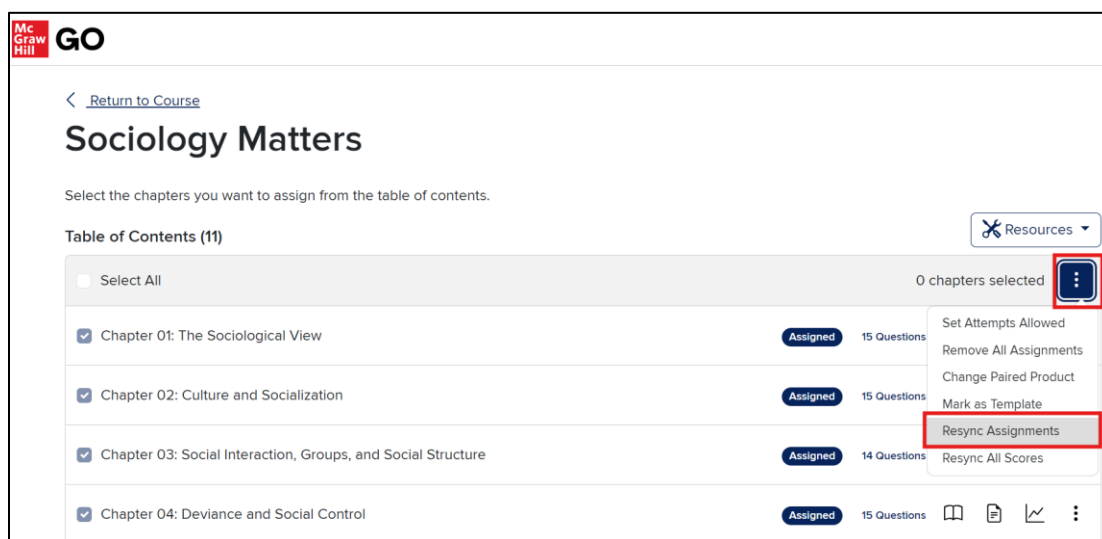 Mc
Graw
Hill
GO
Return to Course
Sociology Matters
Select the chapters you want to assign from the table of contents.
Table of Contents (11)
Resources
Select All
0 chapters selected
Set Attempts Allowed
Remove All Assignments
Change Paired Product
Mark as Template
Resync Assignments
Resync All Scores
Chapter 01: The Sociological View
Assigned
15 Questions
Chapter 02: Culture and Socialization
Assigned
15 Questions
Chapter 03: Social Interaction, Groups, and Social Structure
Assigned
14 Questions
Chapter 04: Deviance and Social Control
Assigned
15 Questions